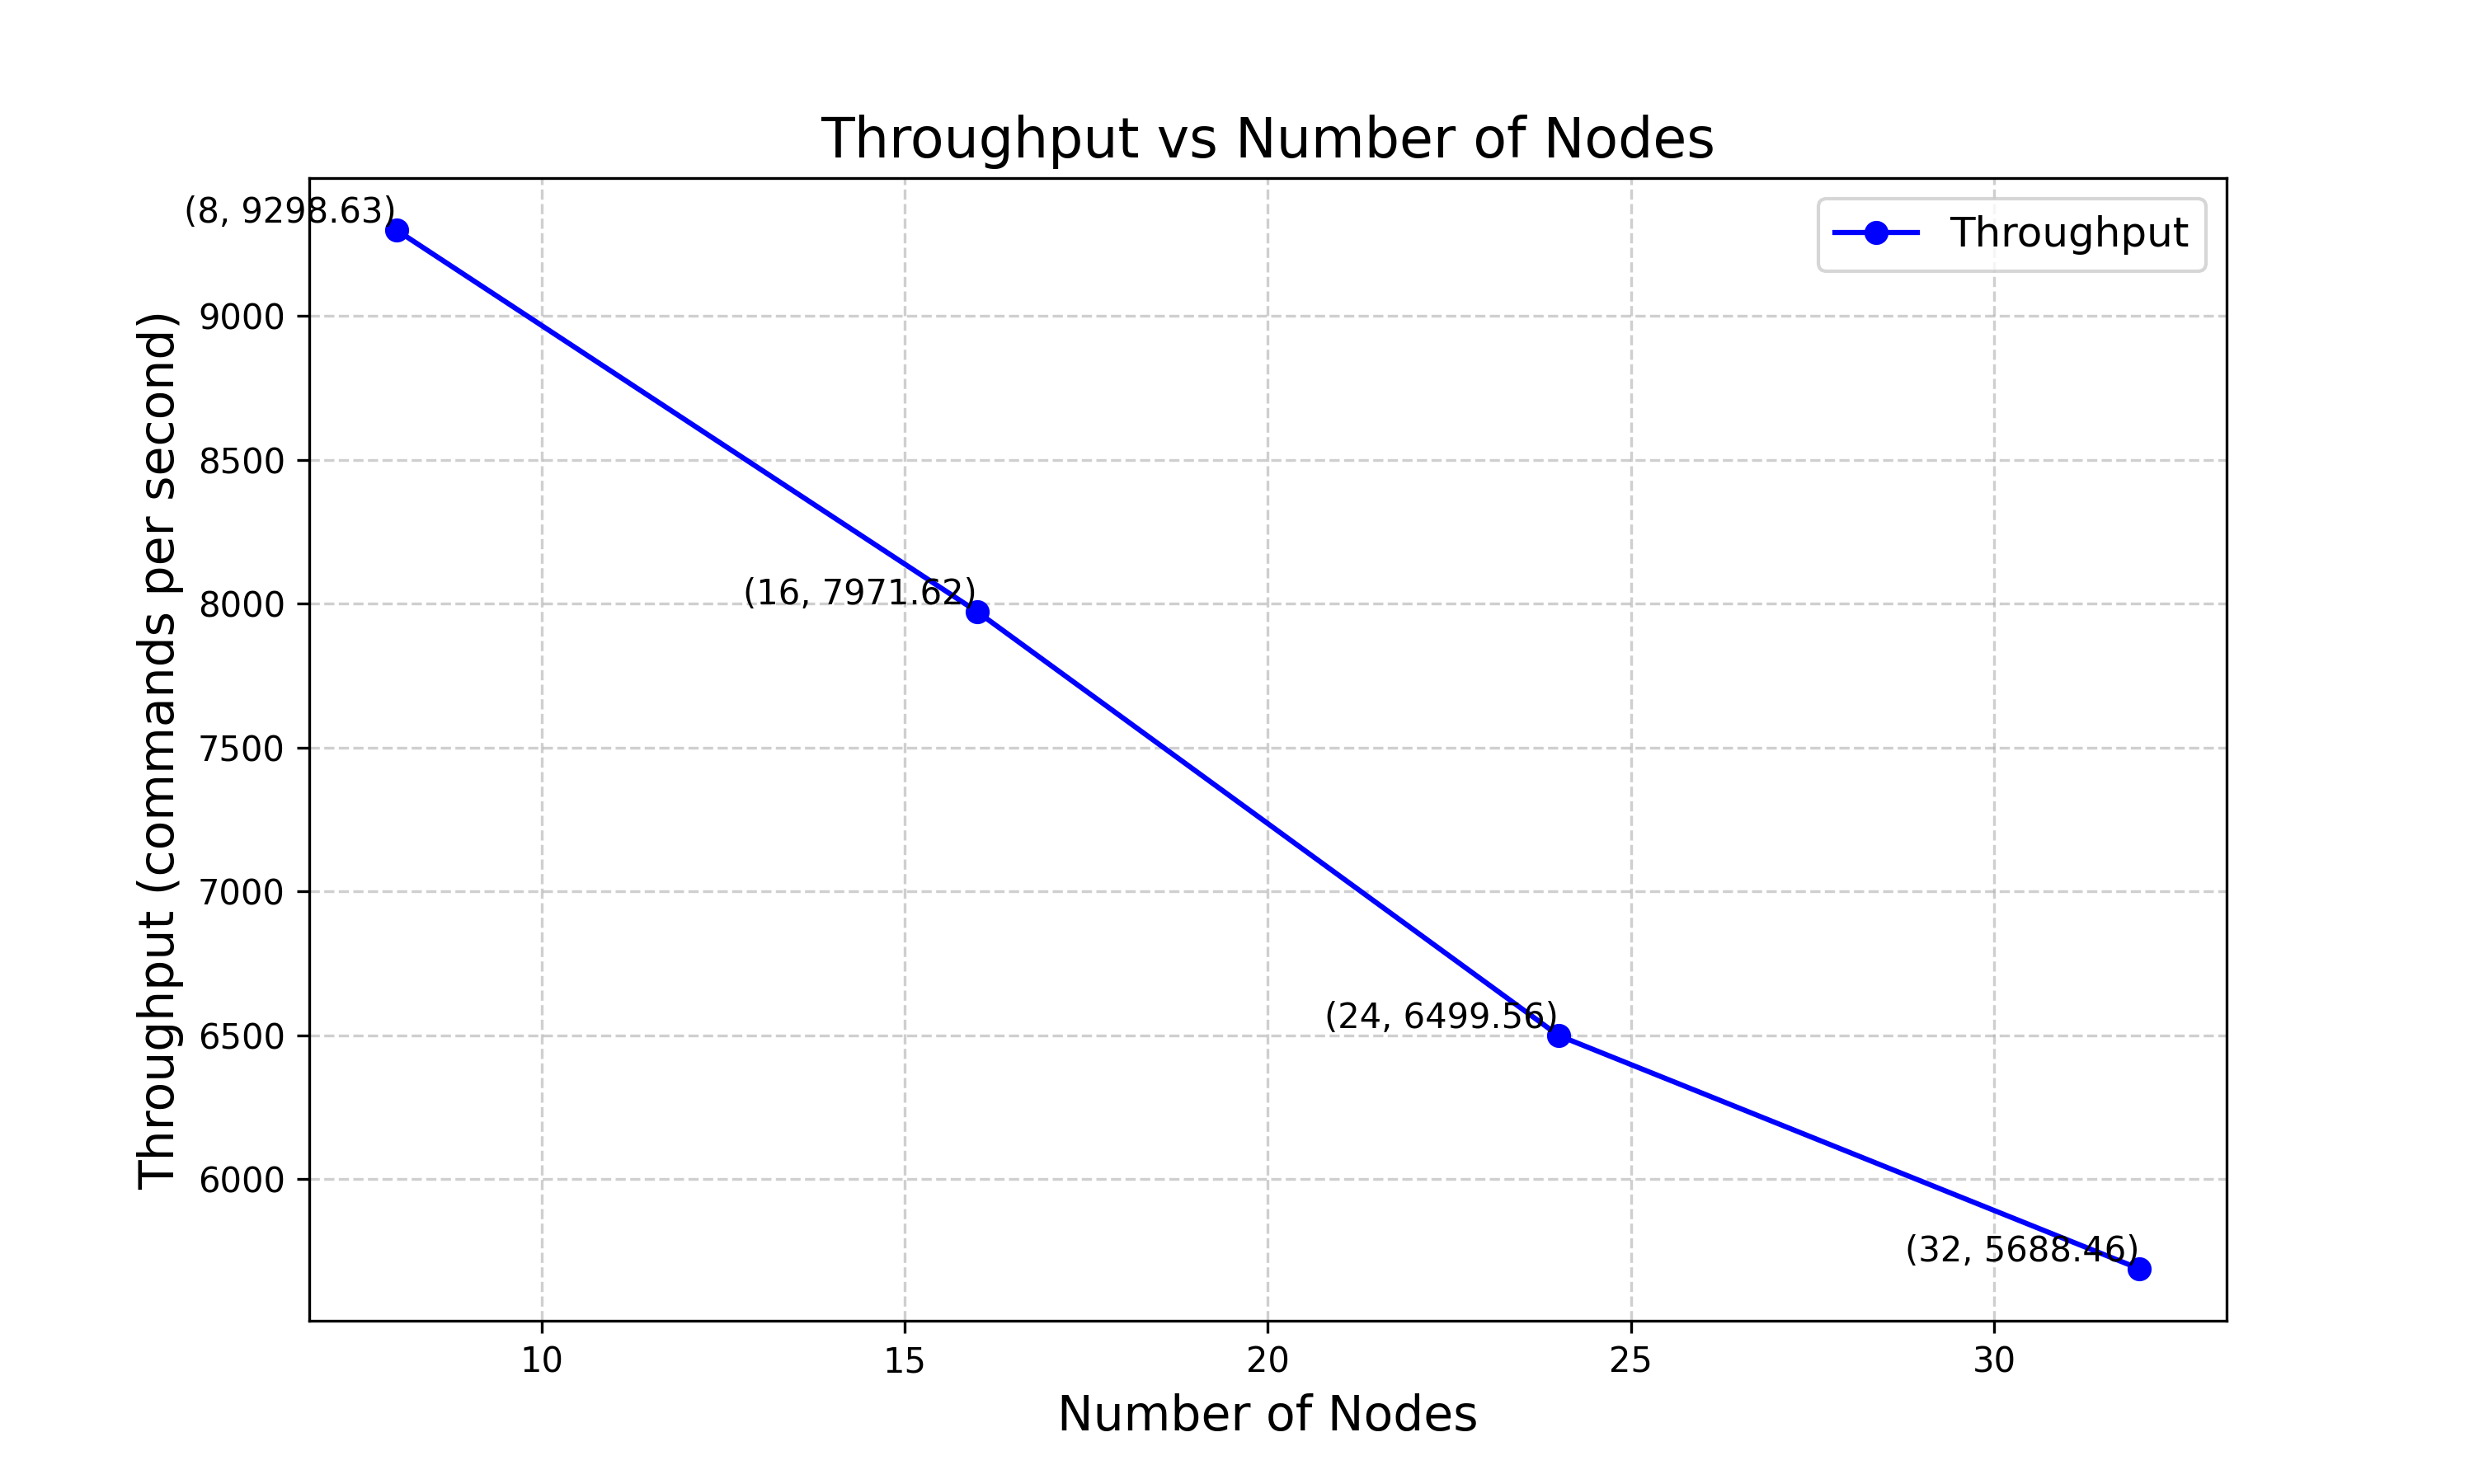 Throughput vs Number of Nodes
Throughput
(8, 9298.63)
(16, 7971.62)
(24, 6499.56)
(32, 5688.46)
Throughput (commands per second)
9000
8500
8000
7500
7000
6500
6000
10 15 20 25 30
Number of Nodes